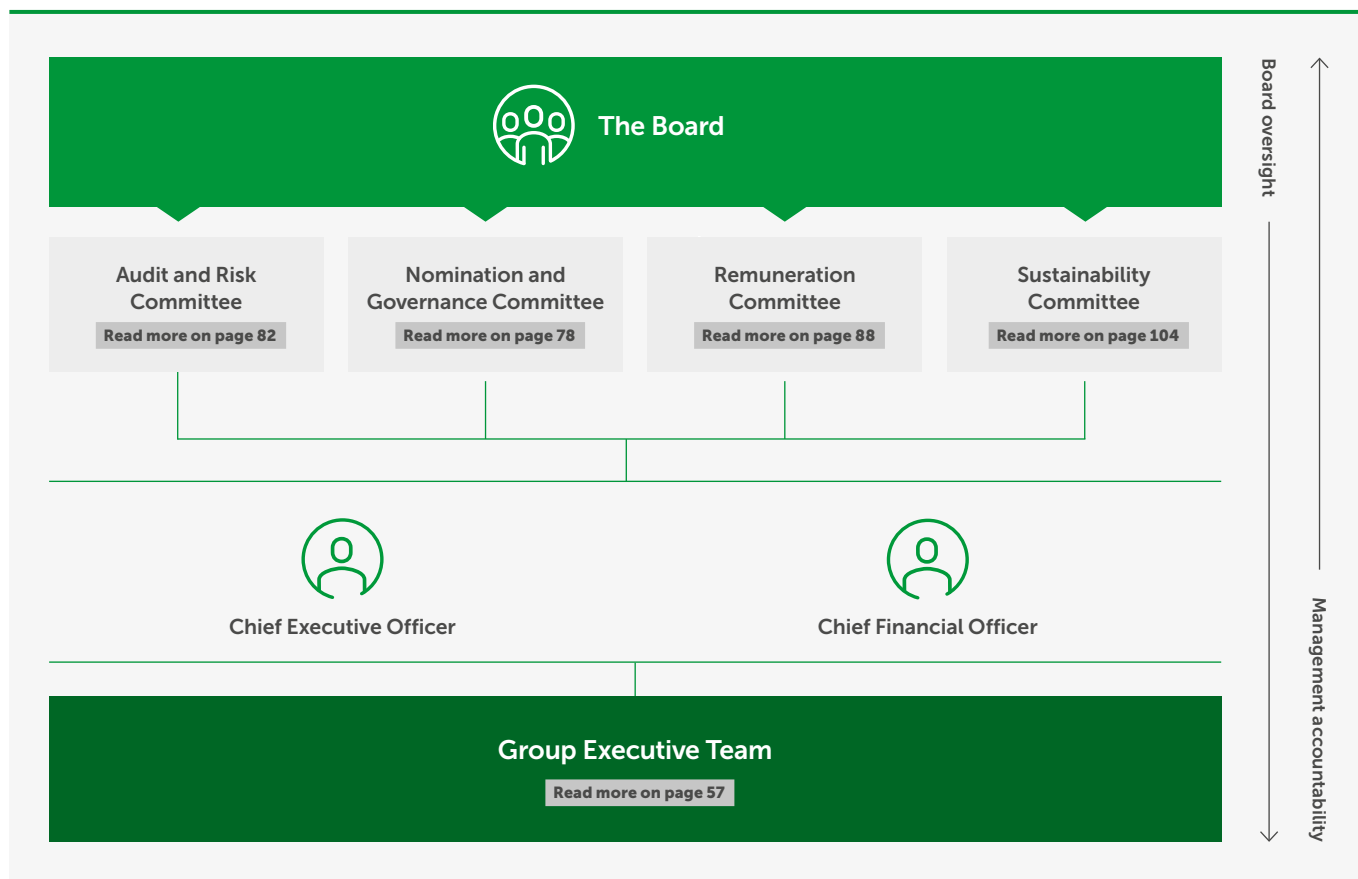 The Board
Audit and Risk
Committee
Read more on page 82
Nomination and
Governance Committee
Read more on page 78
Remuneration
Committee
Read more on page 88
Sustainability
Committee
Read more on page 104
Chief Executive Officer
Chief Financial Officer
Group Executive Team
Read more on page 57
Board oversight
Management accountability